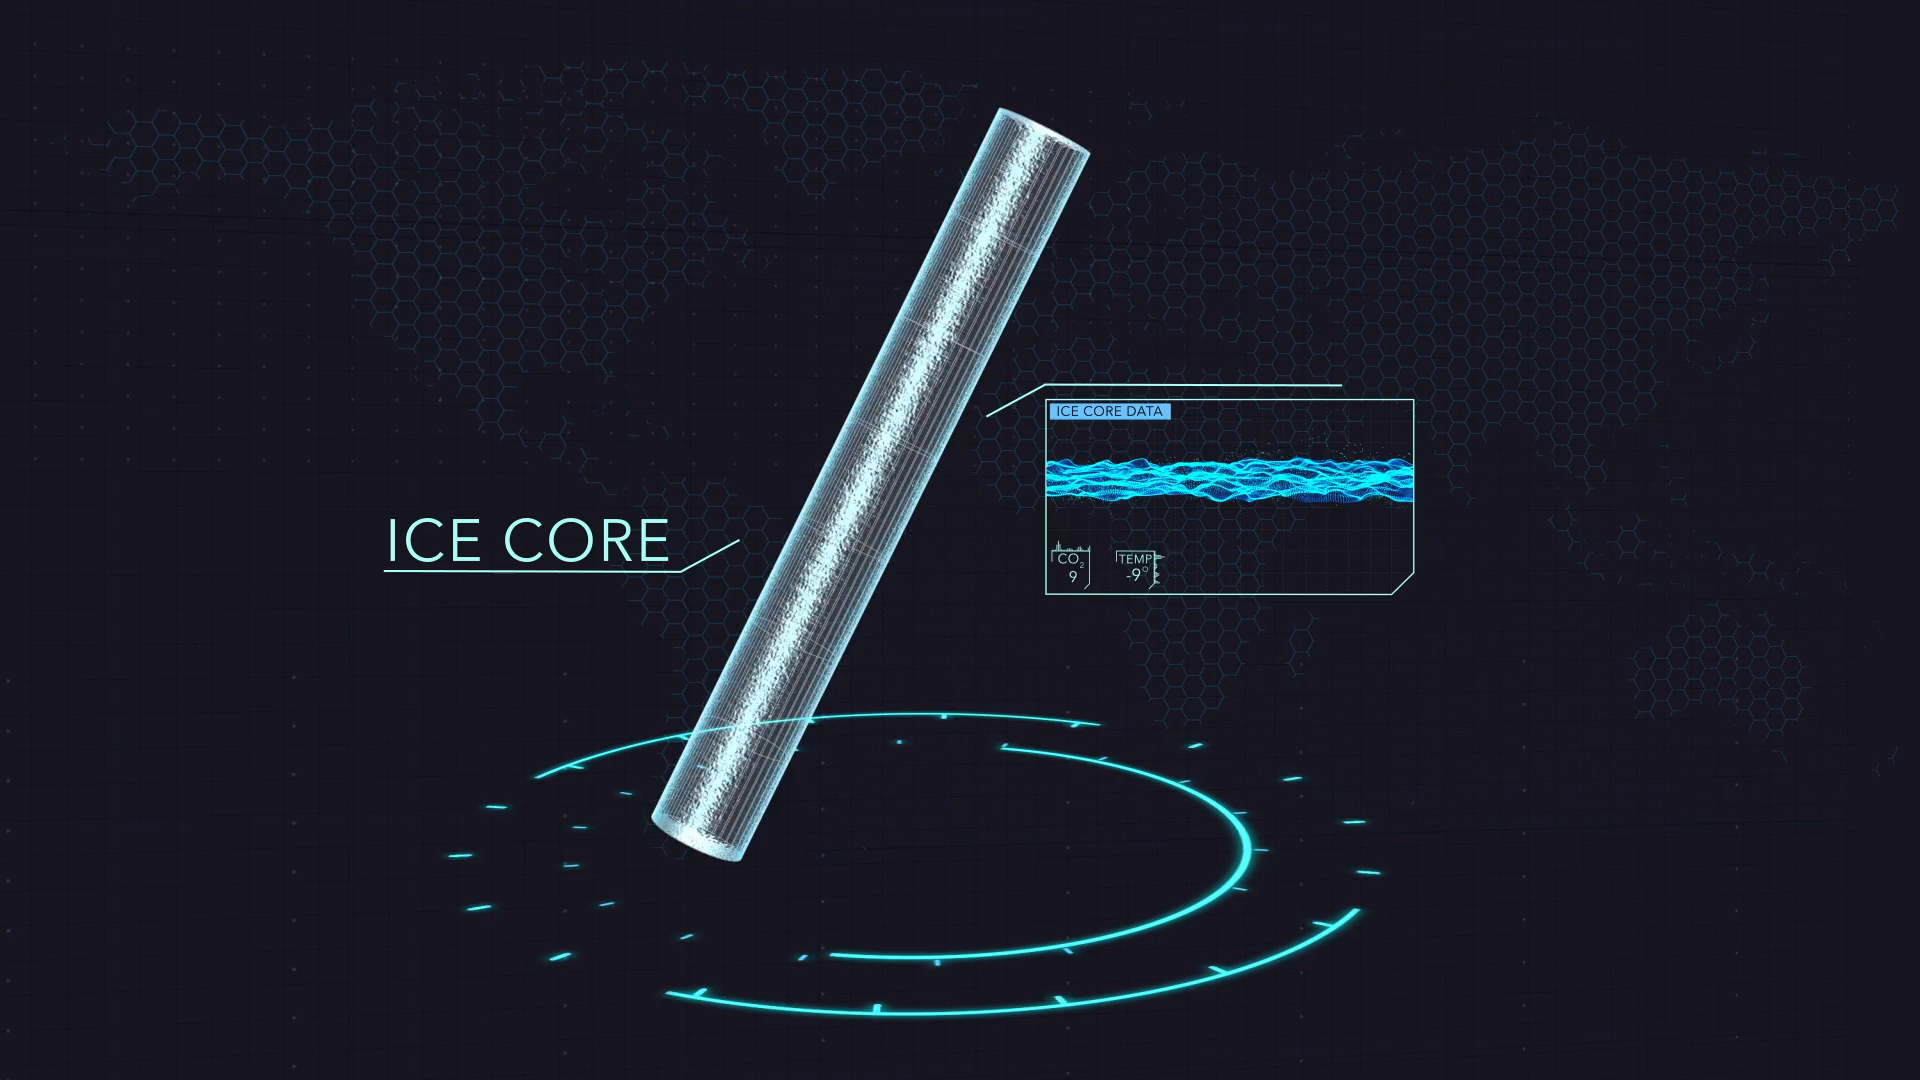 ICE CORE DATA
ICE CORE
CO₂
9
TEMP
-9°